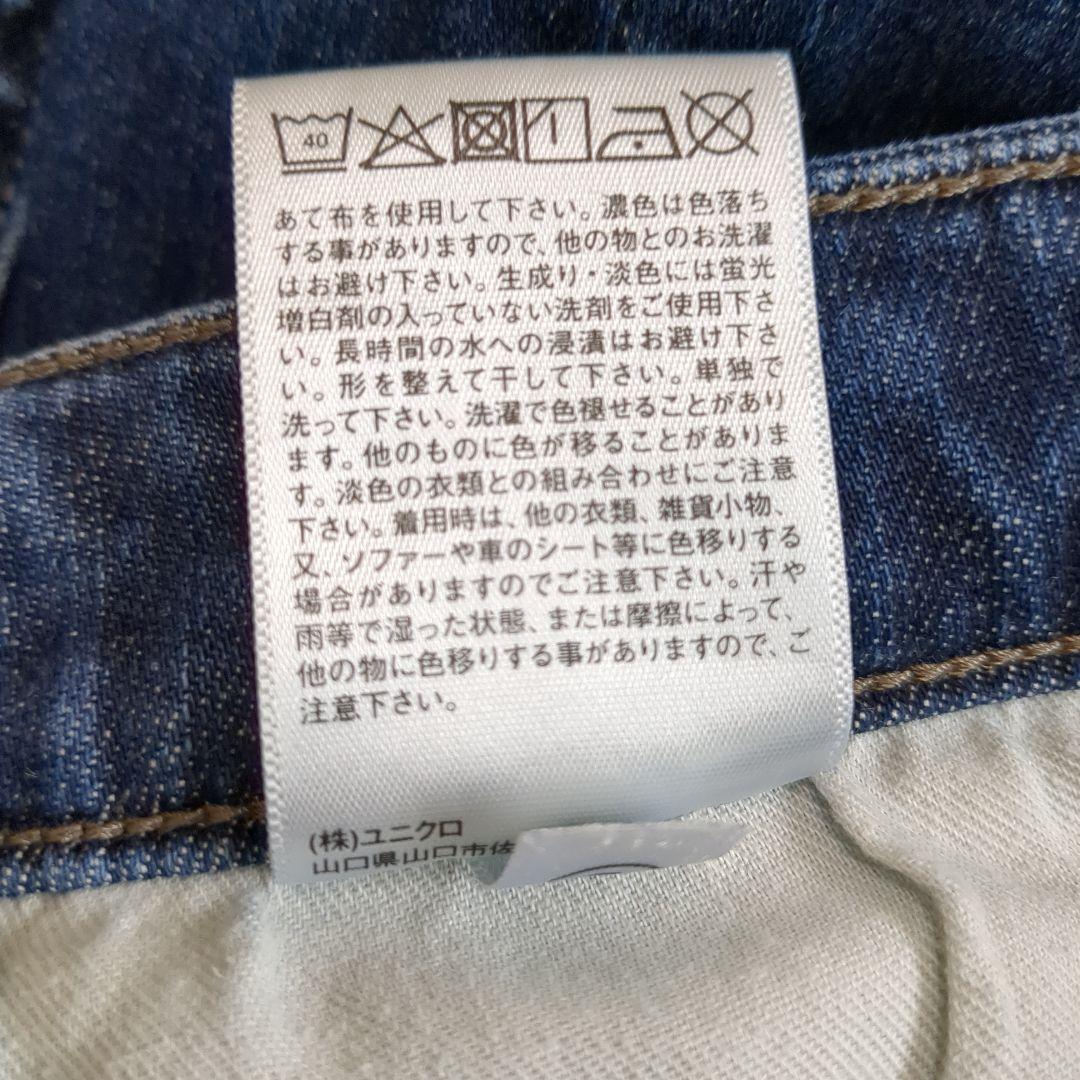 40
あて布を使用して下さい。濃色は色落ち
する事がありますので、他の物とのお洗濯
はお避け下さい。生成り・淡色には蛍光
増白剤の入っていない洗剤をご使用下さ
い。長時間の水への浸漬はお避け下さ
い。形を整えて干して下さい。単独で
洗って下さい。洗濯で色褪せることがあり
ます。他のものに色が移ることがありま
す。淡色の衣類との組み合わせにご注意
下さい。着用時は、他の衣類、雑貨小物、
又、ソファーや車のシート等に色移りする
場合がありますのでご注意下さい。汗や
雨等で湿った状態、または摩擦によって、
他の物に色移りする事がありますので、ご
注意下さい。
(株)ユニクロ
山口県山口市佐